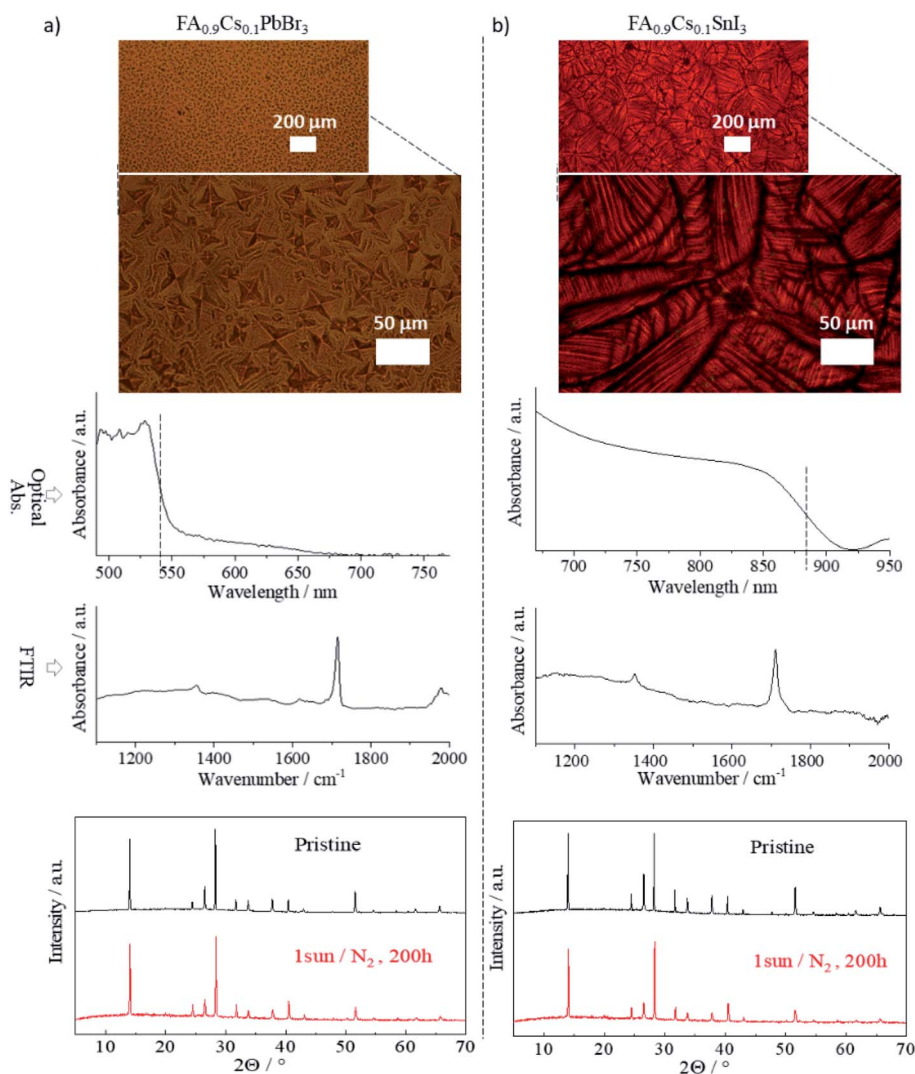 a)
FA0.9Cs0.1PbBr3
200 µm
50 µm
Optical
Abs.
Absorbance / a.u.
500 550 600 650 700 750
Wavelength / nm
FTIR
Absorbance / a.u.
1200 1400 1600 1800 2000
Wavenumber / cm-1
Intensity / a.u.
Pristine
1sun / N2 , 200h
10 20 30 40 50 60 70
2Θ / °
b)
FA0.9Cs0.1SnI3
200 µm
50 µm
Absorbance / a.u.
700 750 800 850 900 950
Wavelength / nm
Absorbance / a.u.
1200 1400 1600 1800 2000
Wavenumber / cm-1
Intensity / a.u.
Pristine
1sun / N2 , 200h
10 20 30 40 50 60 70
2Θ / °